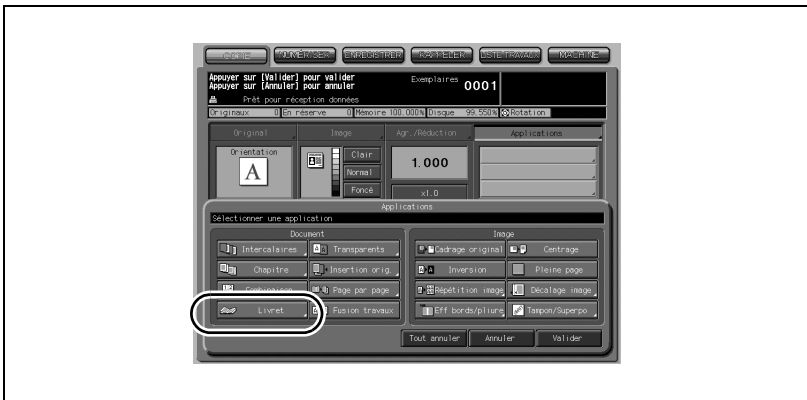 COPIE NUMÉRISER ENREGISTRER RAPPELER LISTE TRAVAUX MACHINE
Appuyer sur [Valider] pour valider
Appuyer sur [Annuler] pour annuler
Exemplaires 0001
Prêt pour réception données
Originaux 0 En réserve 0 Mémoire 100.000% Disque 99.550% Rotation
Original Image Agr./Réduction Applications
Orientation
A
Clair
Normal
Foncé
1.000
x1.0
Applications
Sélectionner une application
Document Image
Intercalaires Transparents Cadrage original Centrage
Chapitre Insertion orig. Inversion Pleine page
Combinaison Page par page Répétition image Décalage image
Livret Fusion travaux Eff bords/pliure Tampon/Superpo
Tout annuler Annuler Valider